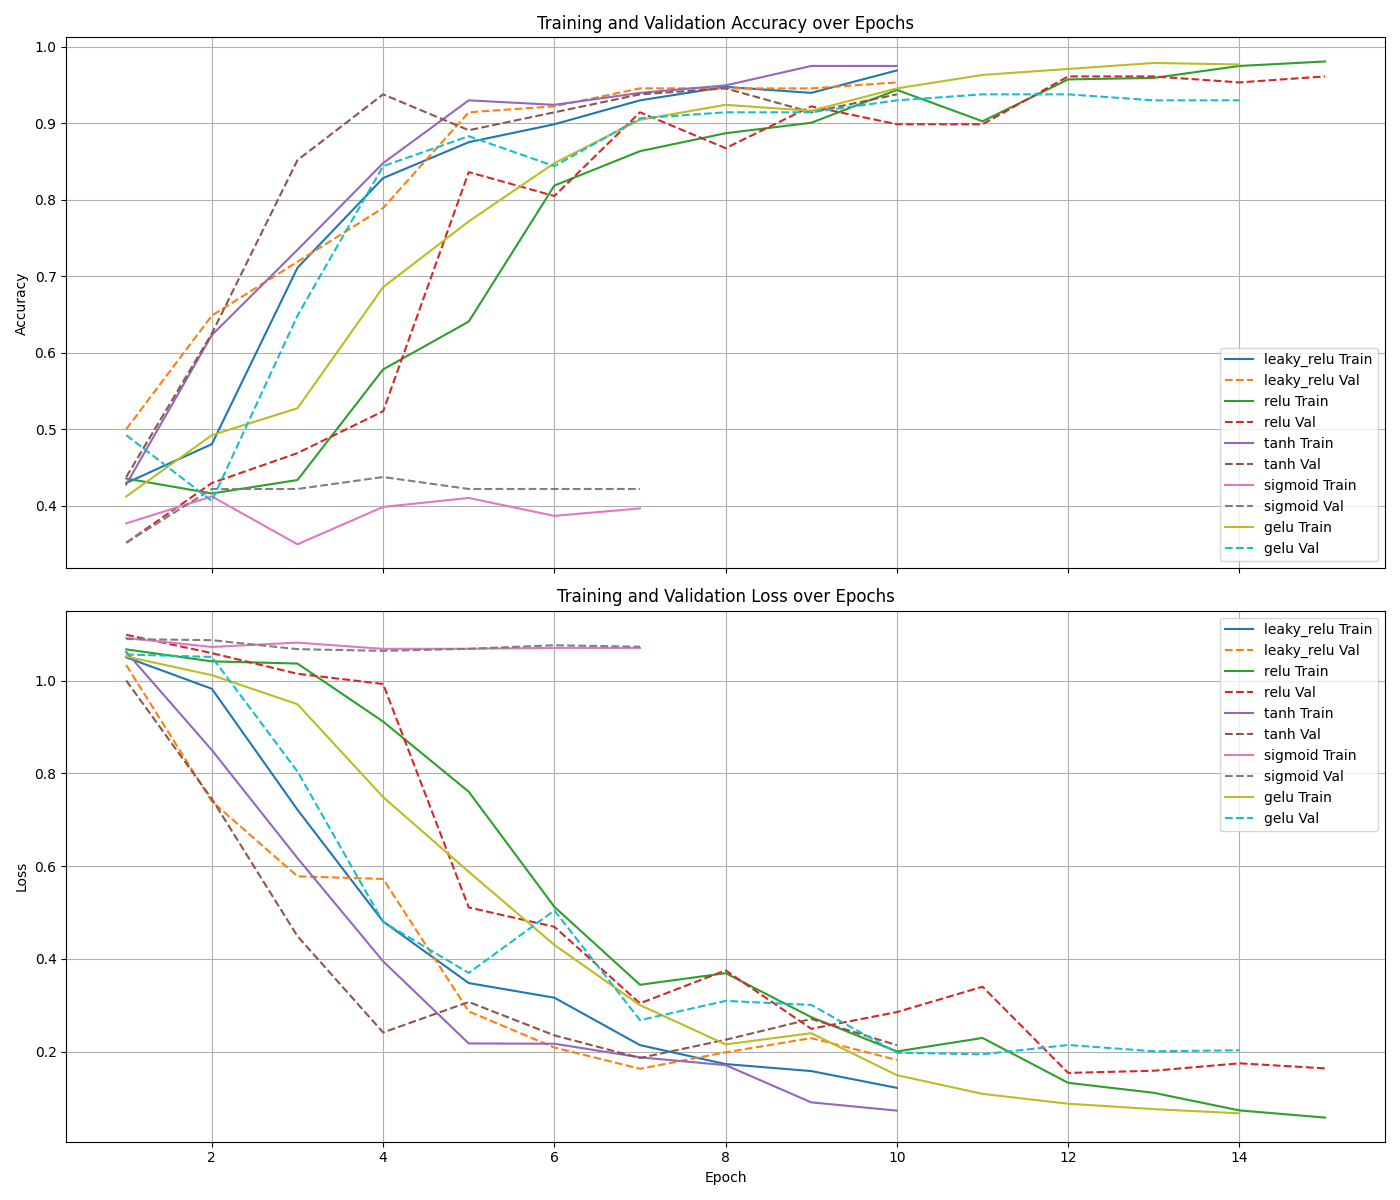 Training and Validation Accuracy over Epochs
1.0
0.9
0.8
0.7
0.6
0.5
0.4
Accuracy
leaky_relu Train
leaky_relu Val
relu Train
relu Val
tanh Train
tanh Val
sigmoid Train
sigmoid Val
gelu Train
gelu Val
Training and Validation Loss over Epochs
1.0
0.8
0.6
0.4
0.2
Loss
leaky_relu Train
leaky_relu Val
relu Train
relu Val
tanh Train
tanh Val
sigmoid Train
sigmoid Val
gelu Train
gelu Val
2 4 6 8 10 12 14
Epoch